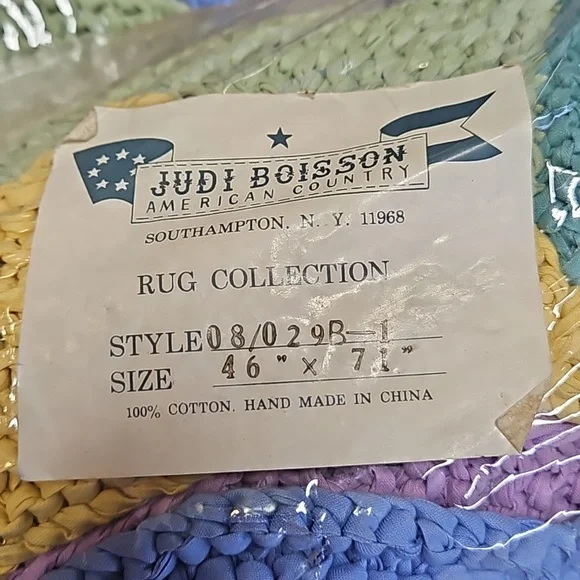 JUDI BOISSON
AMERICAN COUNTRY
SOUTHAMPTON. N. Y. 11968
RUG COLLECTION
STYLE 08/029B-1
SIZE 46" X 71"
100% COTTON. HAND MADE IN CHINA